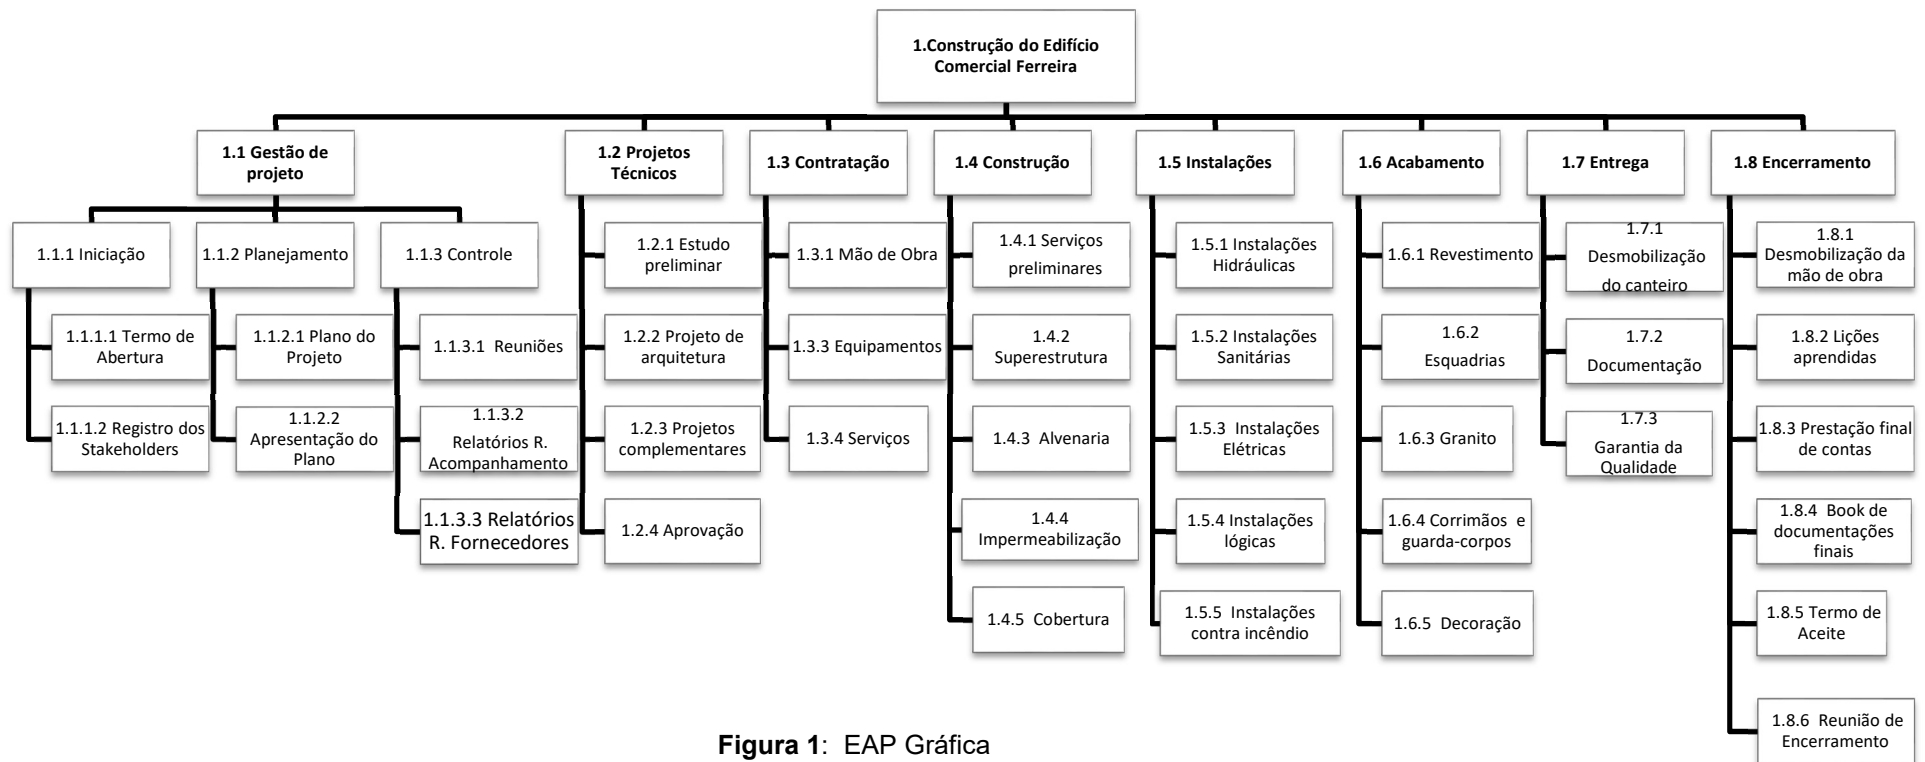 1.Construção do Edifício
Comercial Ferreira
1.1 Gestão de
projeto
1.2 Projetos
Técnicos
1.3 Contratação
1.4 Construção
1.5 Instalações
1.6 Acabamento
1.7 Entrega
1.8 Encerramento
1.1.1 Iniciação
1.1.1.1 Termo de
Abertura
1.1.1.2 Registro dos
Stakeholders
1.1.2 Planejamento
1.1.2.1 Plano do
Projeto
1.1.2.2
Apresentação do
Plano
1.1.3 Controle
1.1.3.1 Reuniões
1.1.3.2
Relatórios R.
Acompanhamento
1.1.3.3 Relatórios
R. Fornecedores
1.2.1 Estudo
preliminar
1.2.2 Projeto de
arquitetura
1.2.3 Projetos
complementares
1.2.4 Aprovação
1.3.1 Mão de Obra
1.3.3 Equipamentos
1.3.4 Serviços
1.4.1 Serviços
preliminares
1.4.2
Superestrutura
1.4.3 Alvenaria
1.4.4
Impermeabilização
1.4.5 Cobertura
1.5.1 Instalações
Hidráulicas
1.5.2 Instalações
Sanitárias
1.5.3 Instalações
Elétricas
1.5.4 Instalações
lógicas
1.5.5 Instalações
contra incêndio
1.6.1 Revestimento
1.6.2
Esquadrias
1.6.3 Granito
1.6.4 Corrimãos e
guarda-corpos
1.6.5 Decoração
1.7.1
Desmobilização
do canteiro
1.7.2
Documentação
1.7.3
Garantia da
Qualidade
1.8.1
Desmobilização da
mão de obra
1.8.2 Lições
aprendidas
1.8.3 Prestação final
de contas
1.8.4 Book de
documentações
finais
1.8.5 Termo de
Aceite
1.8.6 Reunião de
Encerramento
Figura 1: EAP Gráfica